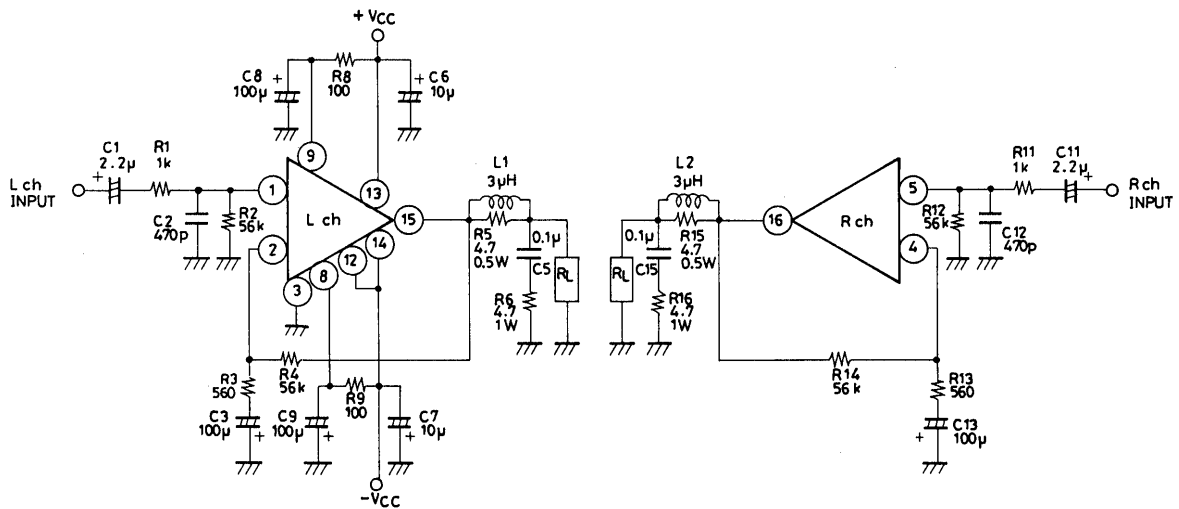 +VCC
C8
100μ
+
R8
100
+
C6
10μ
L ch
INPUT
+
C1
2.2μ
R1
1k
C2
470p
R2
56k
1
2
3
9
13
15
14
12
8
L ch
L1
3μH
R5
4.7
0.5W
0.1μ
C5
R6
4.7
1W
RL
R3
560
C3
100μ
+
R4
56k
C9
100μ
+
R9
100
C7
10μ
+
-VCC
L2
3μH
R15
4.7
0.5W
0.1μ
C15
R16
4.7
1W
RL
16
R ch
5
4
R11
1k
C11
2.2μ
+
R12
56k
C12
470p
R ch
INPUT
R14
56k
R13
560
C13
100μ
+